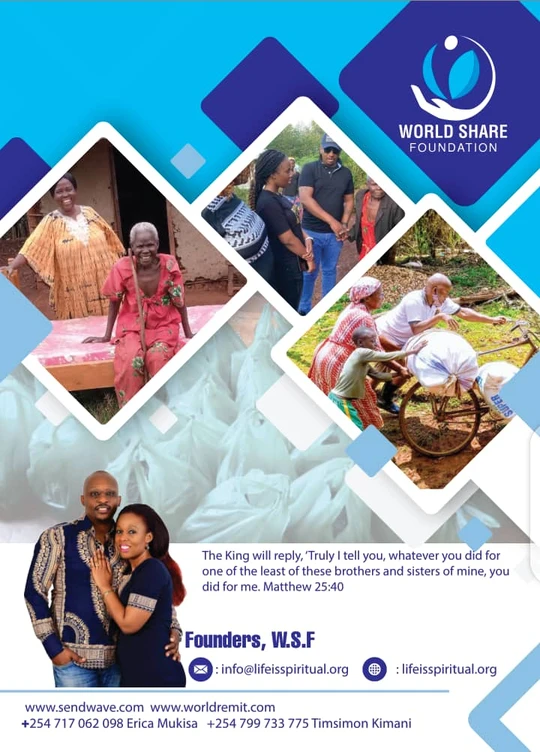 WORLD SHARE
FOUNDATION
SUPER
The King will reply, 'Truly I tell you, whatever you did for
one of the least of these brothers and sisters of mine, you
did for me. Matthew 25:40
Founders, W.S.F
: info@lifeisspiritual.org : lifeisspiritual.org
www.sendwave.com www.worldremit.com
+254 717 062 098 Erica Mukisa +254 799 733 775 Timsimon Kimani